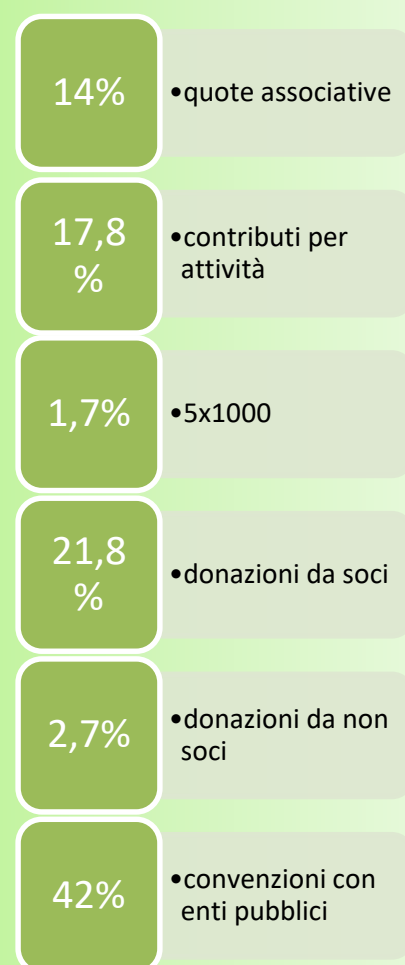 14%
•quote associative
17,8
%
•contributi per
attività
1,7%
•5x1000
21,8
%
•donazioni da soci
2,7%
•donazioni da non
soci
42%
•convenzioni con
enti pubblici